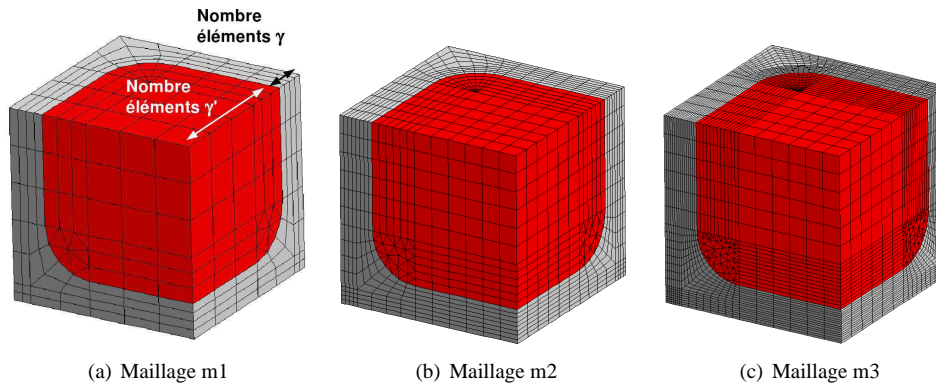 Nombre
éléments γ
Nombre
éléments γ'
(a) Maillage m1
(b) Maillage m2
(c) Maillage m3